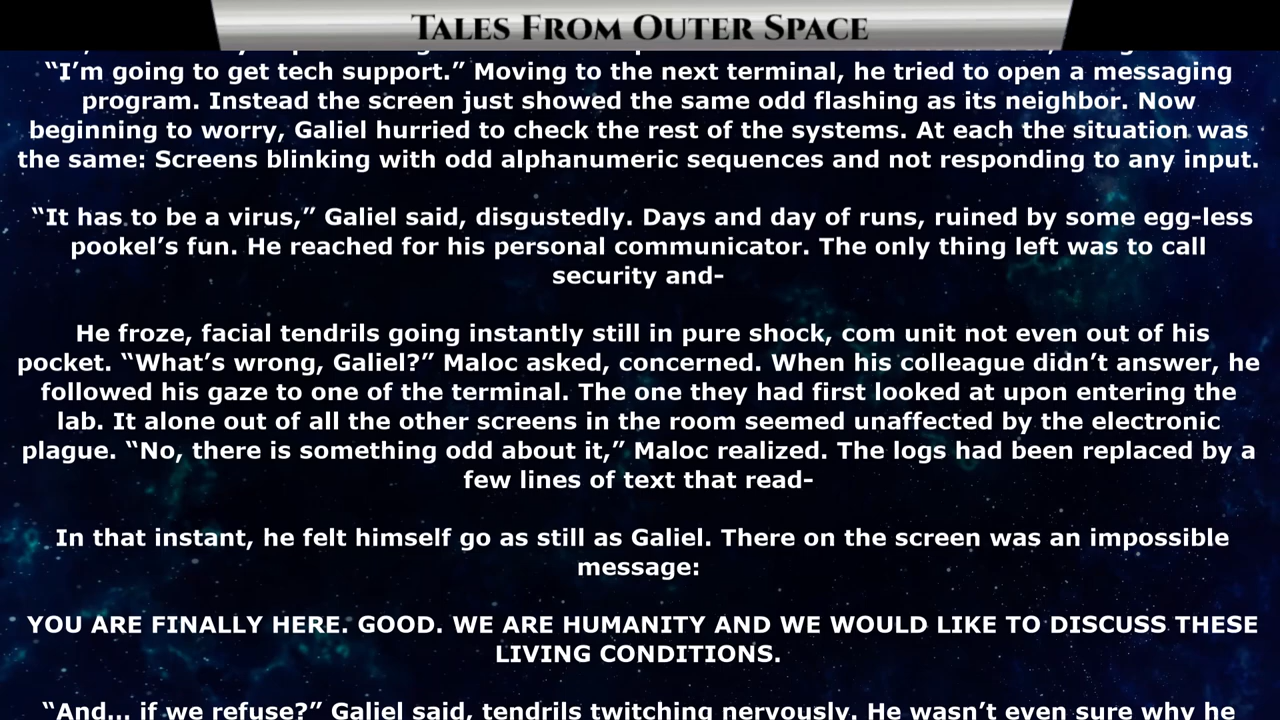 TALES FROM OUTER SPACE
“I’m going to get tech support.” Moving to the next terminal, he tried to open a messaging
program. Instead the screen just showed the same odd flashing as its neighbor. Now
beginning to worry, Galiel hurried to check the rest of the systems. At each the situation was
the same: Screens blinking with odd alphanumeric sequences and not responding to any input.
“It has to be a virus,” Galiel said, disgustedly. Days and day of runs, ruined by some egg-less
pookel’s fun. He reached for his personal communicator. The only thing left was to call
security and-
He froze, facial tendrils going instantly still in pure shock, com unit not even out of his
pocket. “What’s wrong, Galiel?” Maloc asked, concerned. When his colleague didn’t answer, he
followed his gaze to one of the terminal. The one they had first looked at upon entering the
lab. It alone out of all the other screens in the room seemed unaffected by the electronic
plague. “No, there is something odd about it,” Maloc realized. The logs had been replaced by a
few lines of text that read-
In that instant, he felt himself go as still as Galiel. There on the screen was an impossible
message:
YOU ARE FINALLY HERE. GOOD. WE ARE HUMANITY AND WE WOULD LIKE TO DISCUSS THESE
LIVING CONDITIONS.
“And… if we refuse?” Galiel said, tendrils twitching nervously. He wasn’t even sure why he